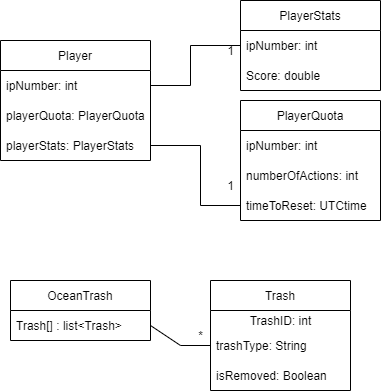 PlayerStats
ipNumber: int
Score: double
1
Player
ipNumber: int
playerQuota: PlayerQuota
playerStats: PlayerStats
PlayerQuota
ipNumber: int
numberOfActions: int
timeToReset: UTCtime
1
OceanTrash
Trash[] : list<Trash>
*
Trash
TrashID: int
trashType: String
isRemoved: Boolean